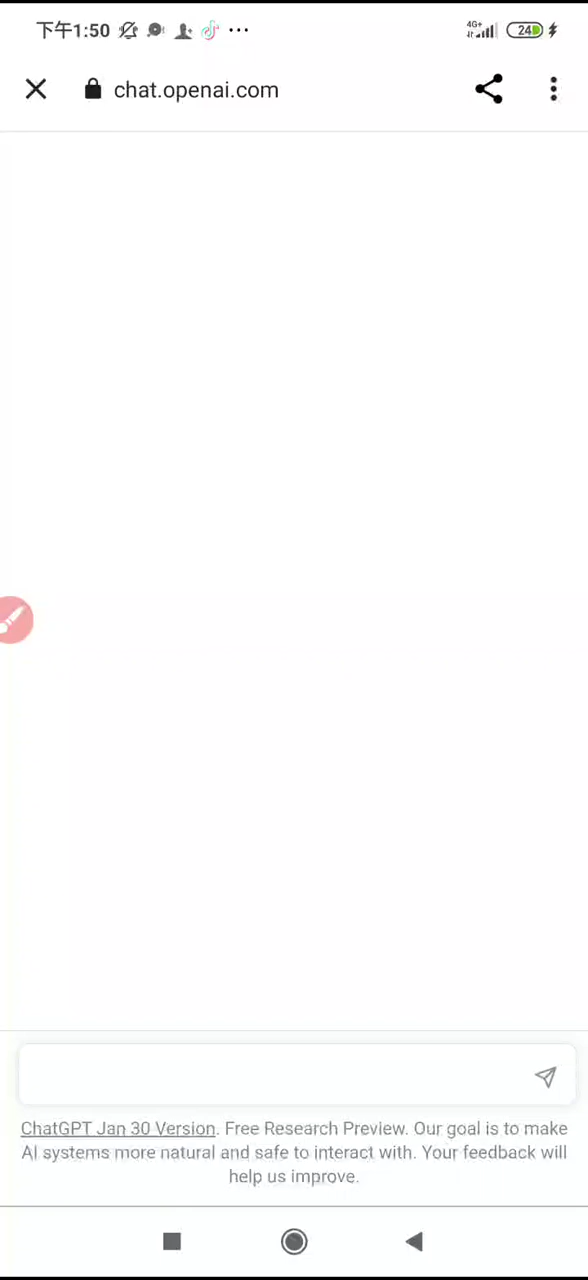 下午1:50
4G+
24
chat.openai.com
ChatGPT Jan 30 Version. Free Research Preview. Our goal is to make
AI systems more natural and safe to interact with. Your feedback will
help us improve.